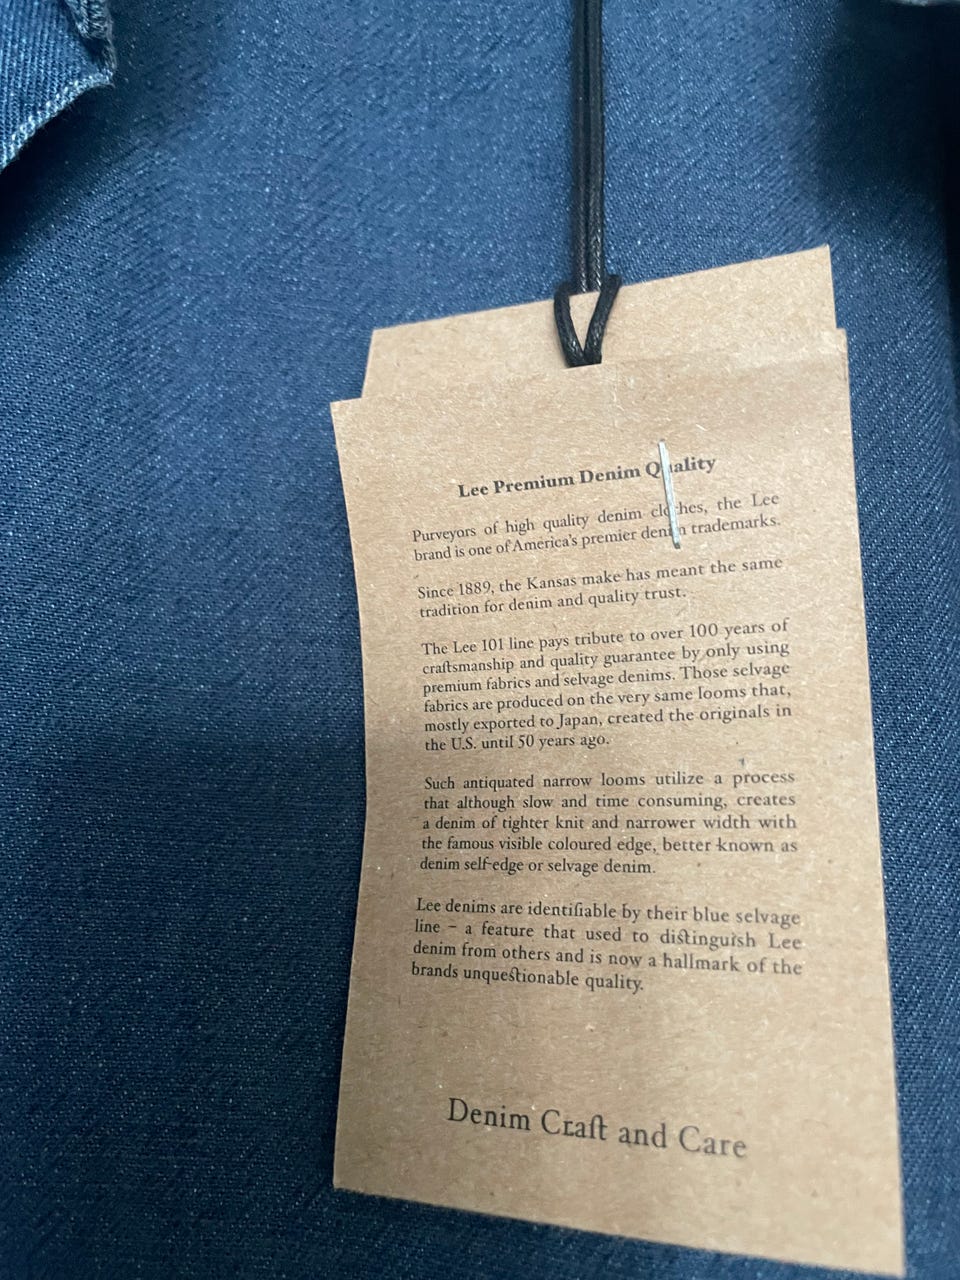 Lee Premium Denim Quality
Purveyors of high quality denim clothes, the Lee
brand is one of America's premier denim trademarks.
Since 1889, the Kansas make has meant the same
tradition for denim and quality trust.
The Lee 101 line pays tribute to over 100 years of
craftsmanship and quality guarantee by only using
premium fabrics and selvage denims. Those selvage
fabrics are produced on the very same looms that,
mostly exported to Japan, created the originals in
the U.S. until 50 years ago.
Such antiquated narrow looms utilize a process
that although slow and time consuming, creates
a denim of tighter knit and narrower width with
the famous visible coloured edge, better known as
denim self-edge or selvage denim.
Lee denims are identifiable by their blue selvage
line – a feature that used to distinguish Lee
denim from others and is now a hallmark of the
brands unquestionable quality.
Denim Craft and Care